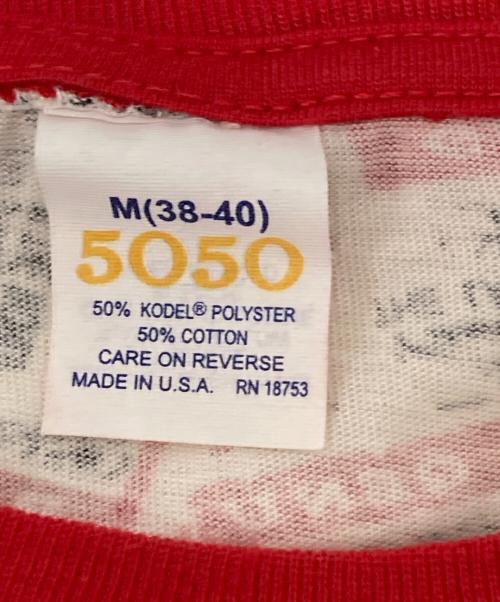 M(38-40)
5050
50% KODEL® POLYSTER
50% COTTON
CARE ON REVERSE
MADE IN U.S.A. RN 18753